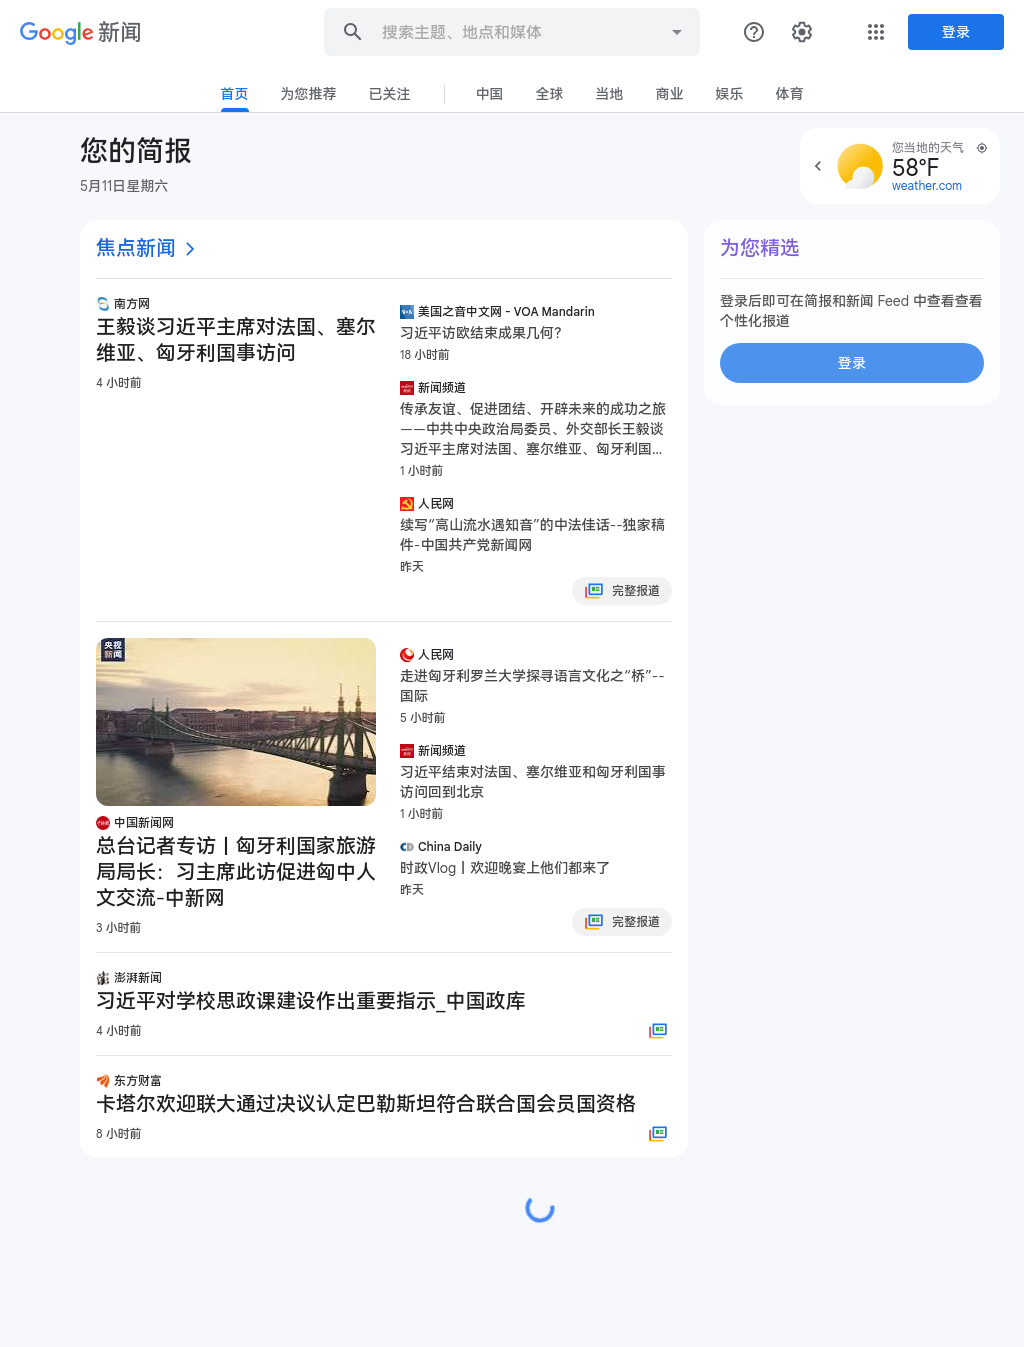 Google 新闻
搜索主题、地点和媒体
登录
首页 为您推荐 已关注 中国 全球 当地 商业 娱乐 体育
您的简报
5月11日星期六
您当地的天气
58°F
weather.com
焦点新闻
南方网
王毅谈习近平主席对法国、塞尔
维亚、匈牙利国事访问
4 小时前
美国之音中文网 - VOA Mandarin
习近平访欧结束成果几何？
18 小时前
新闻频道
传承友谊、促进团结、开辟未来的成功之旅
——中共中央政治局委员、外交部长王毅谈
习近平主席对法国、塞尔维亚、匈牙利国...
1 小时前
人民网
续写“高山流水遇知音”的中法佳话--独家稿
件-中国共产党新闻网
昨天
完整报道
央视
新闻
中国新闻网
总台记者专访丨匈牙利国家旅游
局局长：习主席此访促进匈中人
文交流-中新网
3 小时前
人民网
走进匈牙利罗兰大学探寻语言文化之“桥”--
国际
5 小时前
新闻频道
习近平结束对法国、塞尔维亚和匈牙利国事
访问回到北京
1 小时前
China Daily
时政Vlog丨欢迎晚宴上他们都来了
昨天
完整报道
澎湃新闻
习近平对学校思政课建设作出重要指示_中国政库
4 小时前
东方财富
卡塔尔欢迎联大通过决议认定巴勒斯坦符合联合国会员国资格
8 小时前
为您精选
登录后即可在简报和新闻 Feed 中查看查看
个性化报道
登录